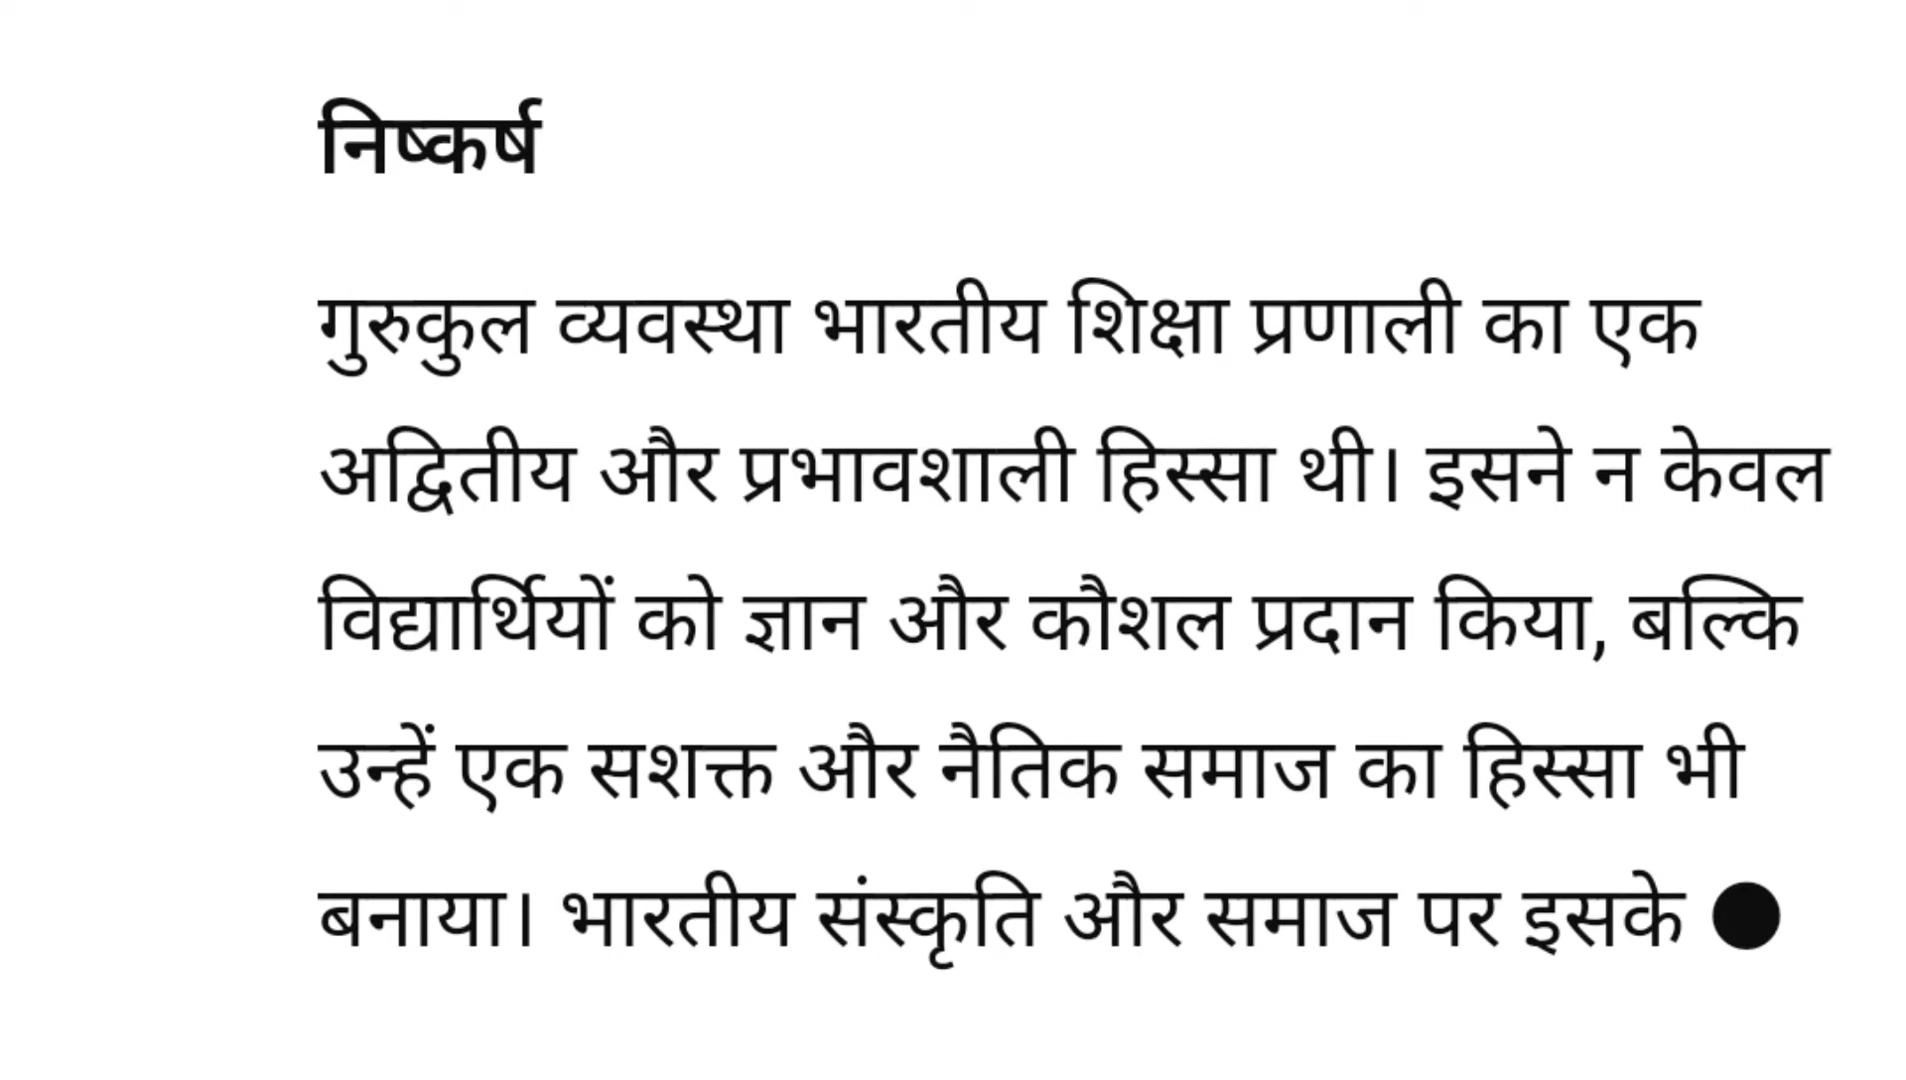 निष्कर्ष
गुरुकुल व्यवस्था भारतीय शिक्षा प्रणाली का एक
अद्वितीय और प्रभावशाली हिस्सा थी। इसने न केवल
विद्यार्थियों को ज्ञान और कौशल प्रदान किया, बल्कि
उन्हें एक सशक्त और नैतिक समाज का हिस्सा भी
बनाया। भारतीय संस्कृति और समाज पर इसके